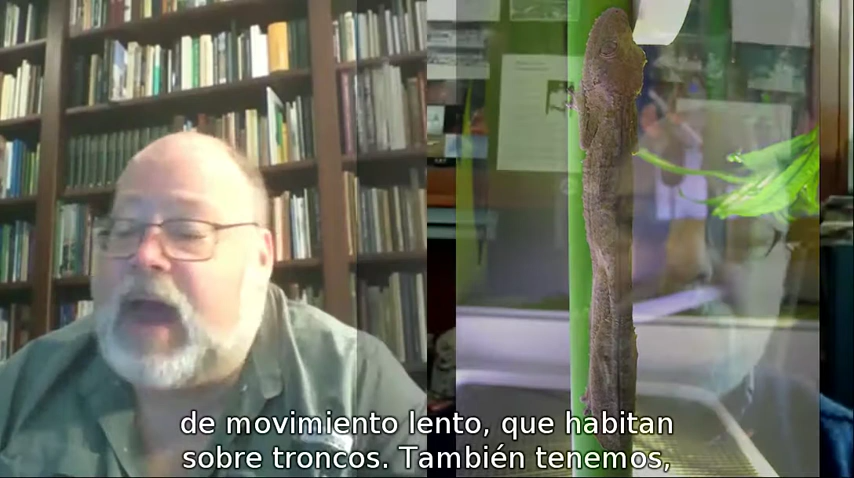 de movimiento lento, que habitan
sobre troncos. También tenemos,